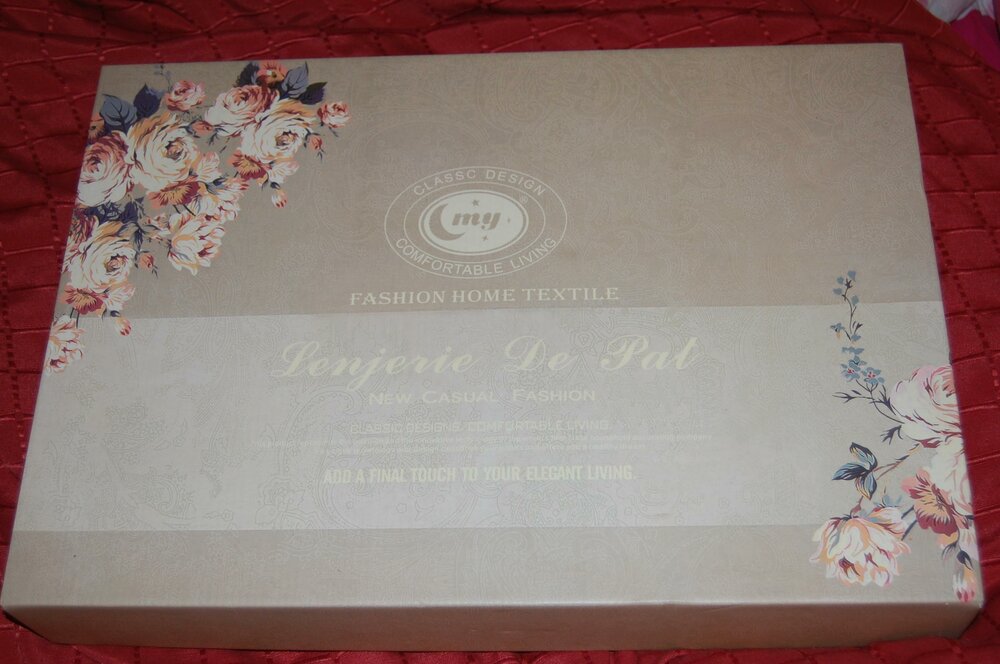 CLASSC DESIGN
my®
COMFORTABLE LIVING
FASHION HOME TEXTILE
Lenjerie De Pat
NEW CASUAL FASHION
CLASSIC DESIGNS, COMFORTABLE LIVING.
ADD A FINAL TOUCH TO YOUR ELEGANT LIVING.